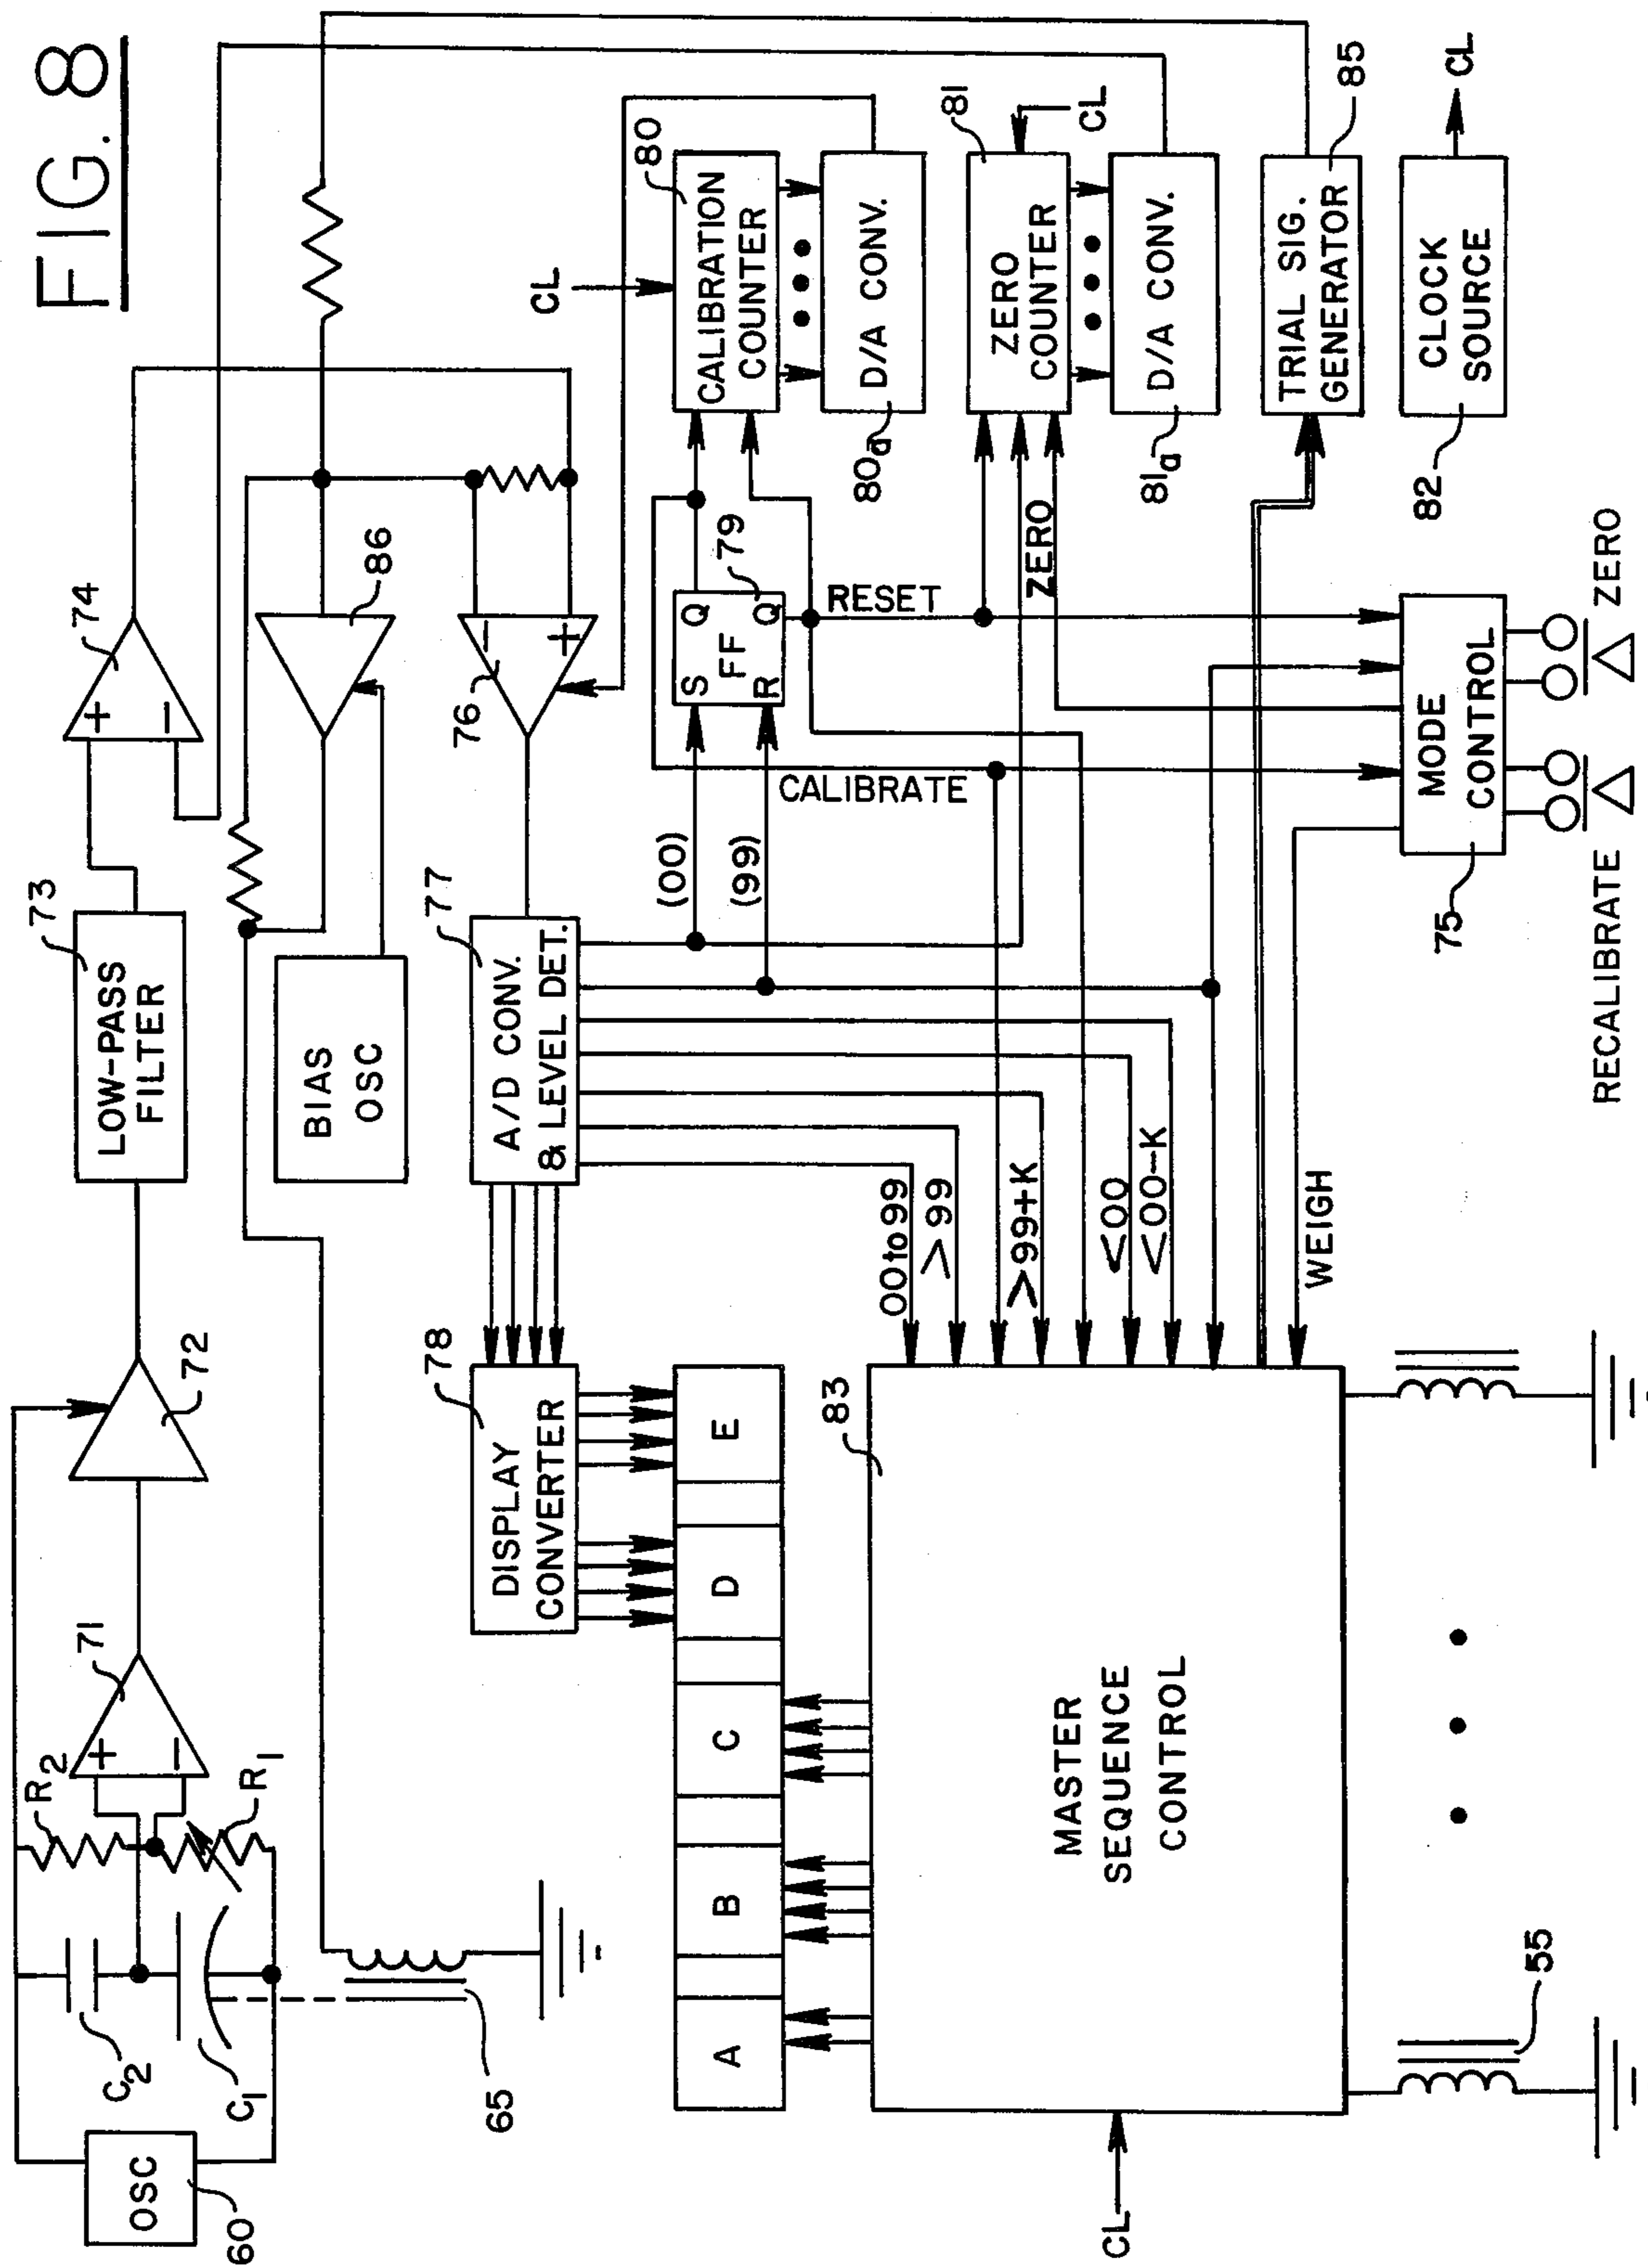 FIG. 8
OSC
60
C2
C1
R2
R1
+
−
71
72
LOW-PASS
FILTER
73
+
−
74
65
BIAS
OSC
86
−
+
76
A/D CONV.
& LEVEL DET.
77
DISPLAY
CONVERTER
78
A
B
C
D
E
(00)
(99)
S
Q
FF
R
Q
79
CALIBRATION
COUNTER
80
CL
D/A CONV.
80a
CALIBRATE
RESET
ZERO
ZERO
COUNTER
81
CL
D/A CONV.
81a
TRIAL SIG.
GENERATOR
85
CLOCK
SOURCE
82
CL
MASTER
SEQUENCE
CONTROL
83
CL
00 to 99
>99
>99+K
<00
<00-K
WEIGH
MODE
CONTROL
75
RECALIBRATE
ZERO
55